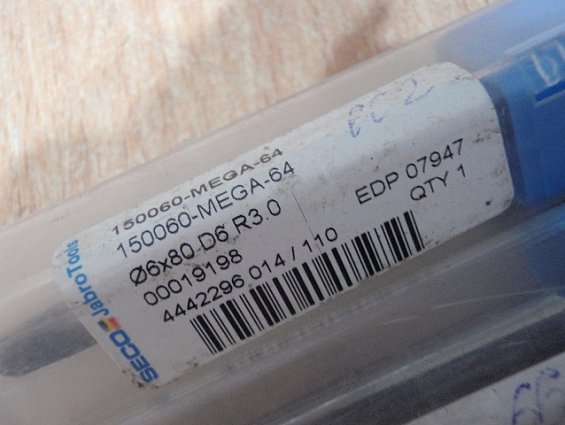 150060-MEGA-64
150060-MEGA-64
Ø6x80 D6 R3.0
00019198
4442296 014 / 110
EDP 07947
QTY 1
SECO JabroTools